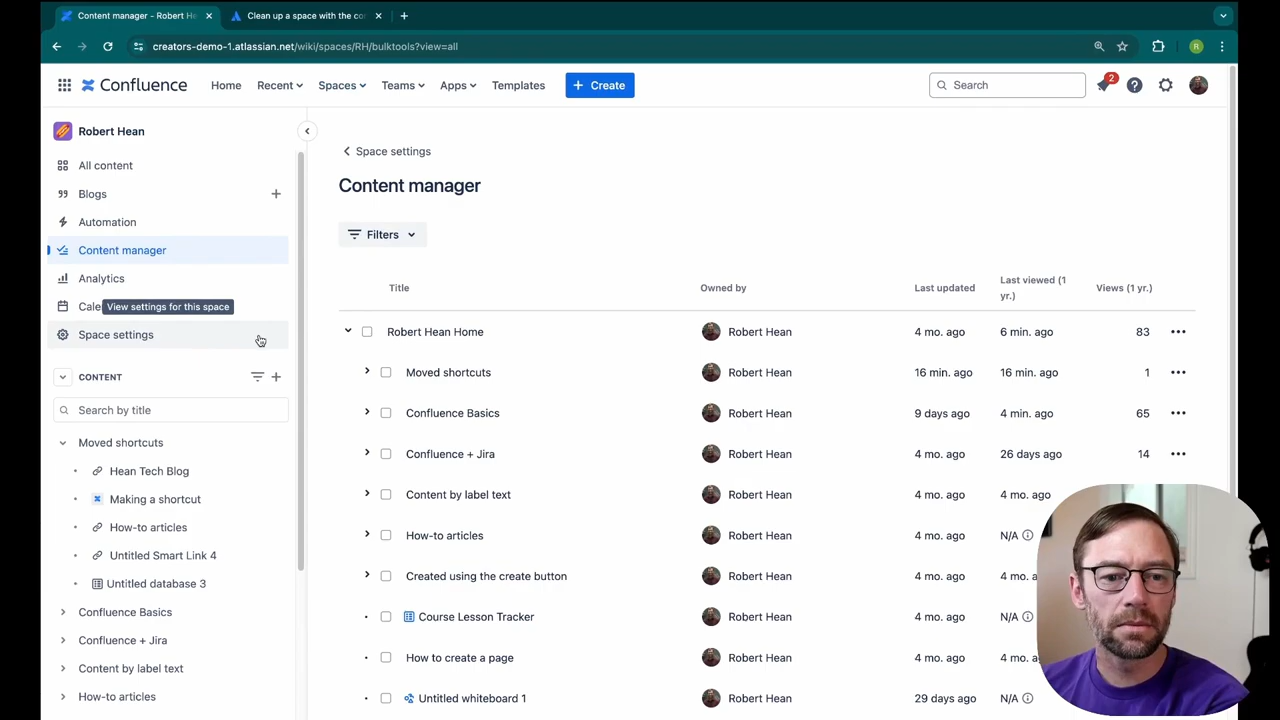 Content manager - Robert He
Clean up a space with the co
creators-demo-1.atlassian.net/wiki/spaces/RH/bulktools?view=all
R
Confluence
Home
Recent
Spaces
Teams
Apps
Templates
+ Create
Search
2
Robert Hean
All content
Blogs
Automation
Content manager
Analytics
Cale
View settings for this space
Space settings
CONTENT
Search by title
Moved shortcuts
Hean Tech Blog
Making a shortcut
How-to articles
Untitled Smart Link 4
Untitled database 3
Confluence Basics
Confluence + Jira
Content by label text
How-to articles
Space settings
Content manager
Filters
Title Owned by Last updated Last viewed (1 yr.) Views (1 yr.)
Robert Hean Home Robert Hean 4 mo. ago 6 min. ago 83
Moved shortcuts Robert Hean 16 min. ago 16 min. ago 1
Confluence Basics Robert Hean 9 days ago 4 min. ago 65
Confluence + Jira Robert Hean 4 mo. ago 26 days ago 14
Content by label text Robert Hean 4 mo. ago 4 mo. ago
How-to articles Robert Hean 4 mo. ago N/A
Created using the create button Robert Hean 4 mo. ago 4 mo.
Course Lesson Tracker Robert Hean 4 mo. ago N/A
How to create a page Robert Hean 4 mo. ago 4 mo.
Untitled whiteboard 1 Robert Hean 29 days ago N/A